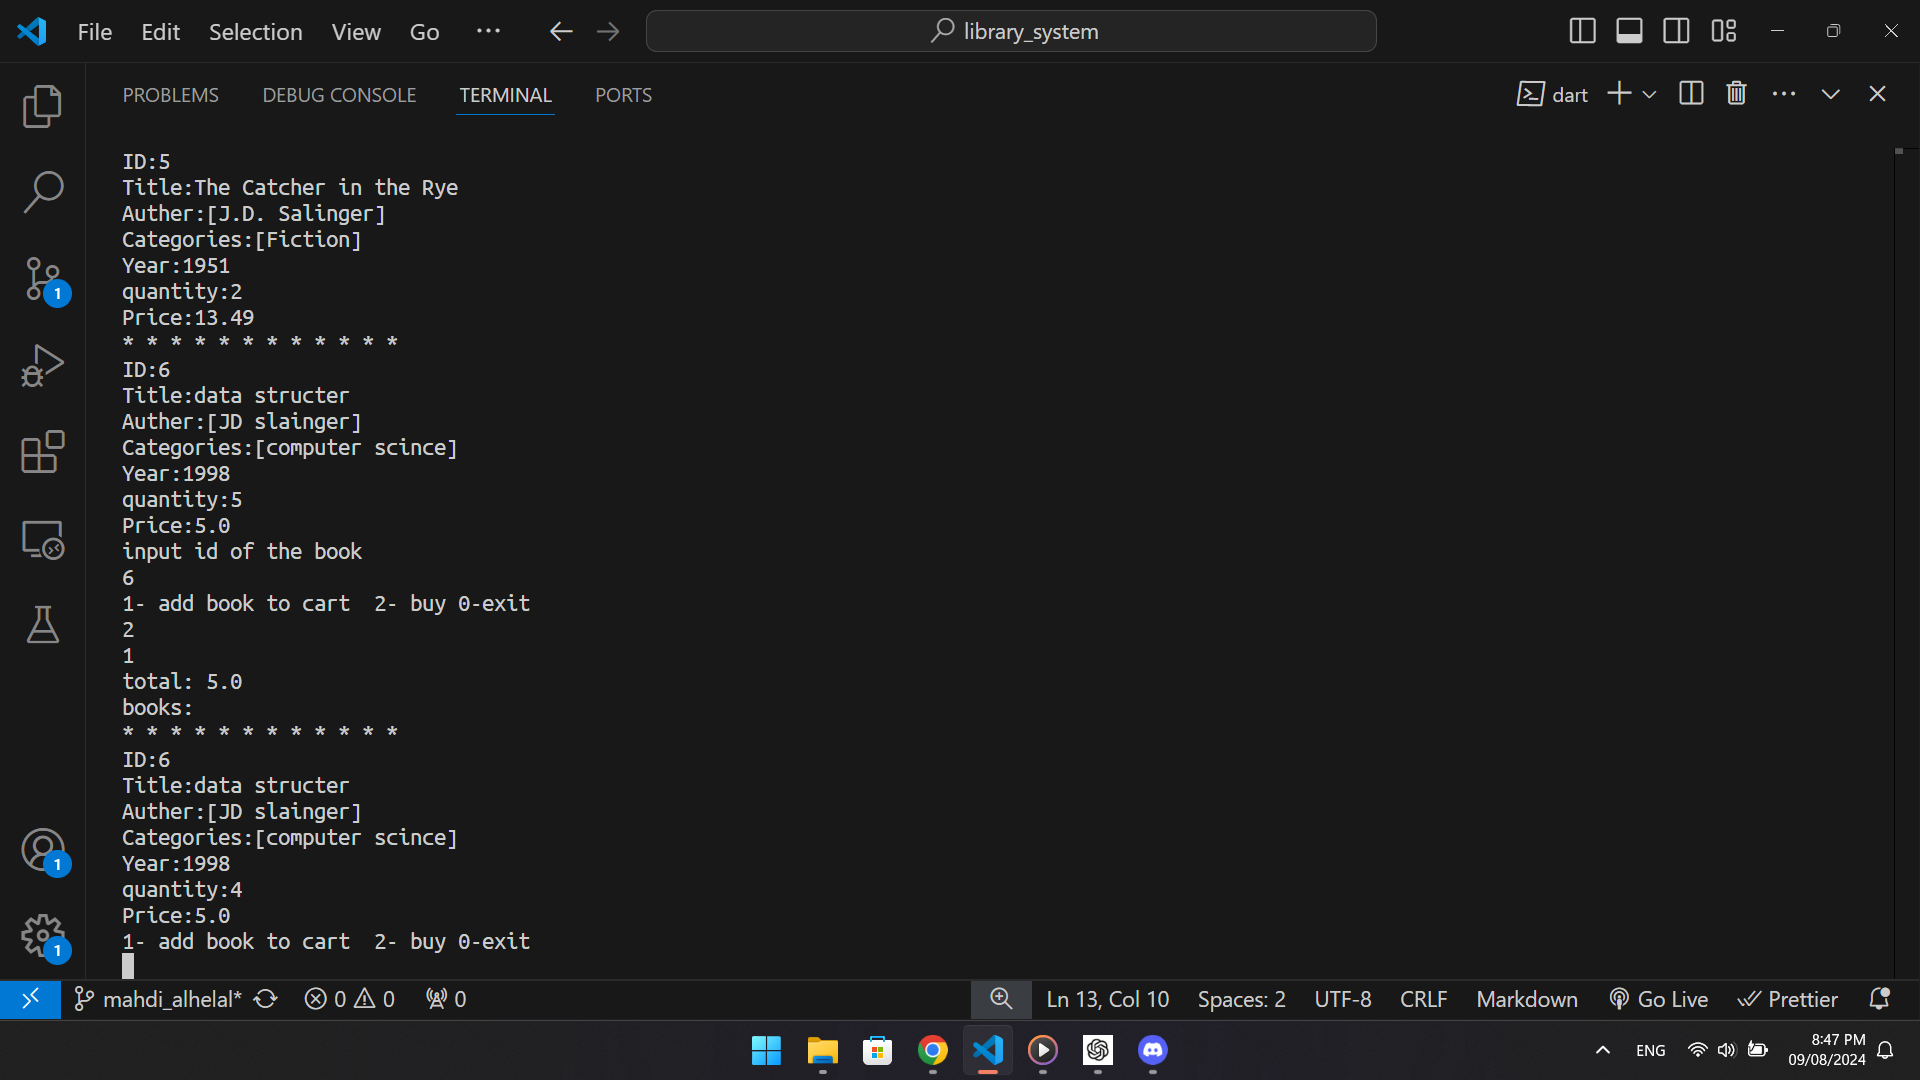 File Edit Selection View Go ··· library_system
PROBLEMS DEBUG CONSOLE TERMINAL PORTS dart
ID:5
Title:The Catcher in the Rye
Auther:[J.D. Salinger]
Categories:[Fiction]
Year:1951
quantity:2
Price:13.49
* * * * * * * * * * * *
ID:6
Title:data structer
Auther:[JD slainger]
Categories:[computer scince]
Year:1998
quantity:5
Price:5.0
input id of the book
6
1- add book to cart  2- buy 0-exit
2
1
total: 5.0
books:
* * * * * * * * * * * *
ID:6
Title:data structer
Auther:[JD slainger]
Categories:[computer scince]
Year:1998
quantity:4
Price:5.0
1- add book to cart  2- buy 0-exit
1
1
1
mahdi_alhelal* 0 0 0 Ln 13, Col 10 Spaces: 2 UTF-8 CRLF Markdown Go Live Prettier
ENG 8:47 PM
09/08/2024